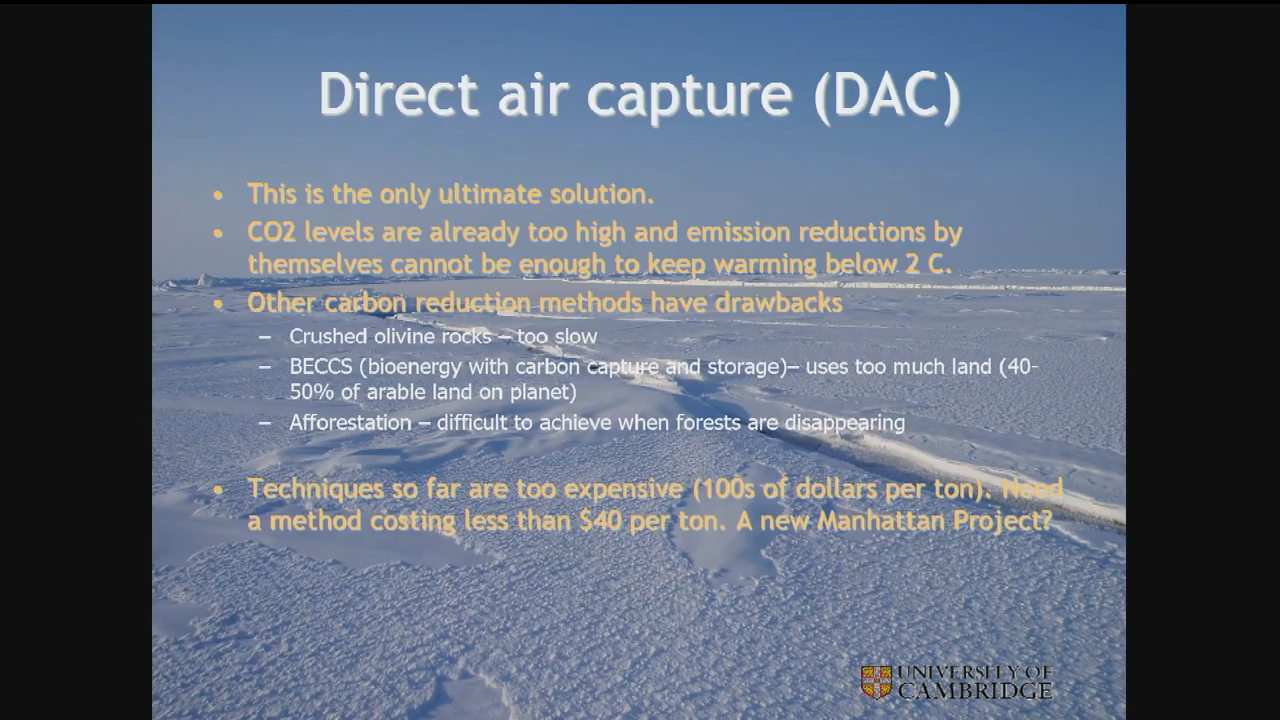 Direct air capture (DAC)
• This is the only ultimate solution.
• CO2 levels are already too high and emission reductions by
themselves cannot be enough to keep warming below 2 C.
• Other carbon reduction methods have drawbacks
– Crushed olivine rocks – too slow
– BECCS (bioenergy with carbon capture and storage)– uses too much land (40-
50% of arable land on planet)
– Afforestation – difficult to achieve when forests are disappearing
• Techniques so far are too expensive (100s of dollars per ton). Need
a method costing less than $40 per ton. A new Manhattan Project?
UNIVERSITY OF
CAMBRIDGE